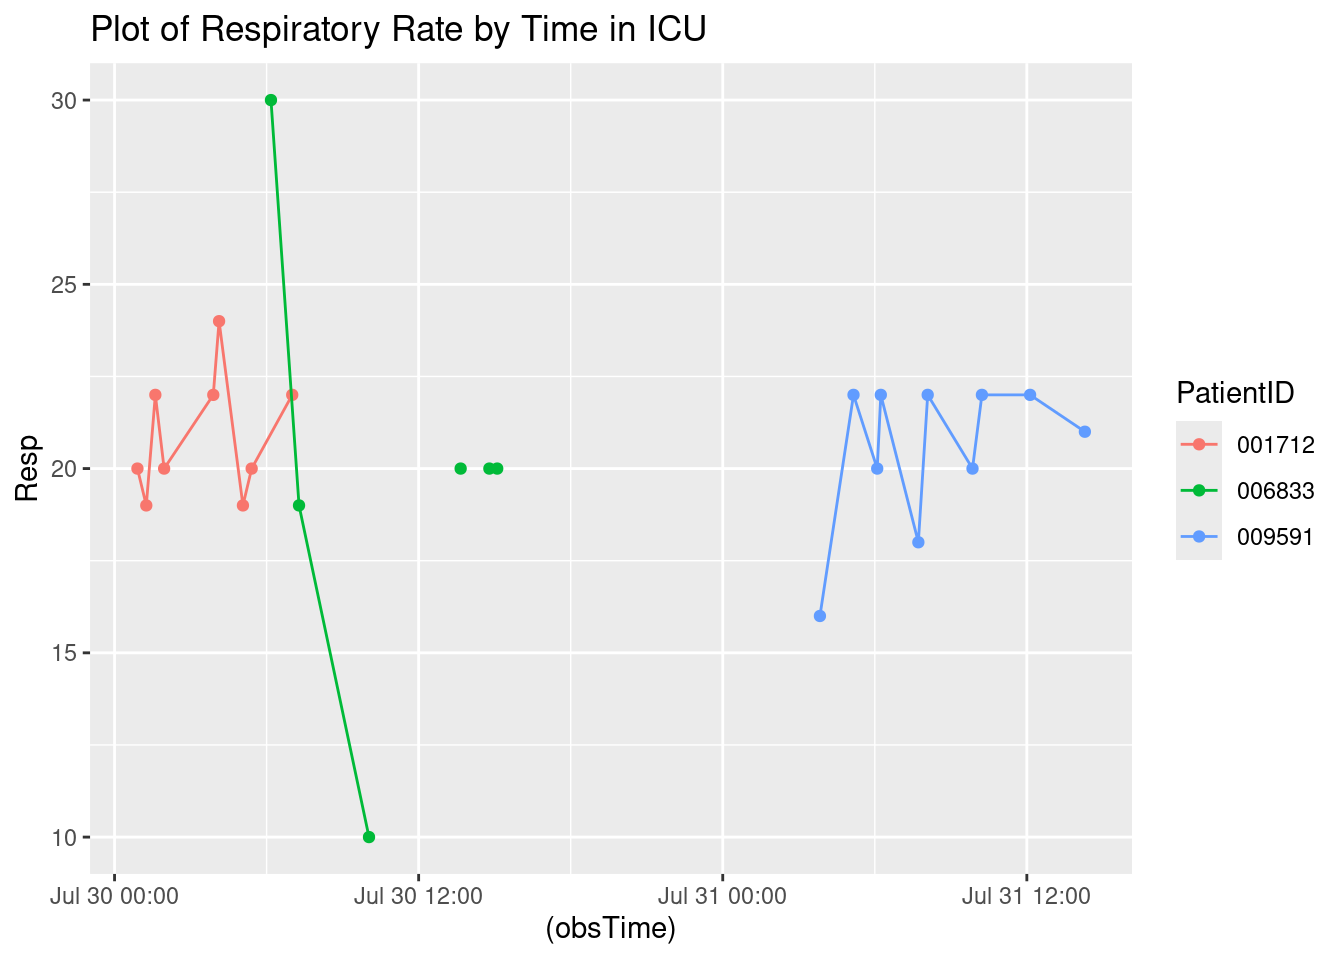 Plot of Respiratory Rate by Time in ICU
30
25
20
15
10
Resp
Jul 30 00:00
Jul 30 12:00
Jul 31 00:00
Jul 31 12:00
(obsTime)
PatientID
001712
006833
009591